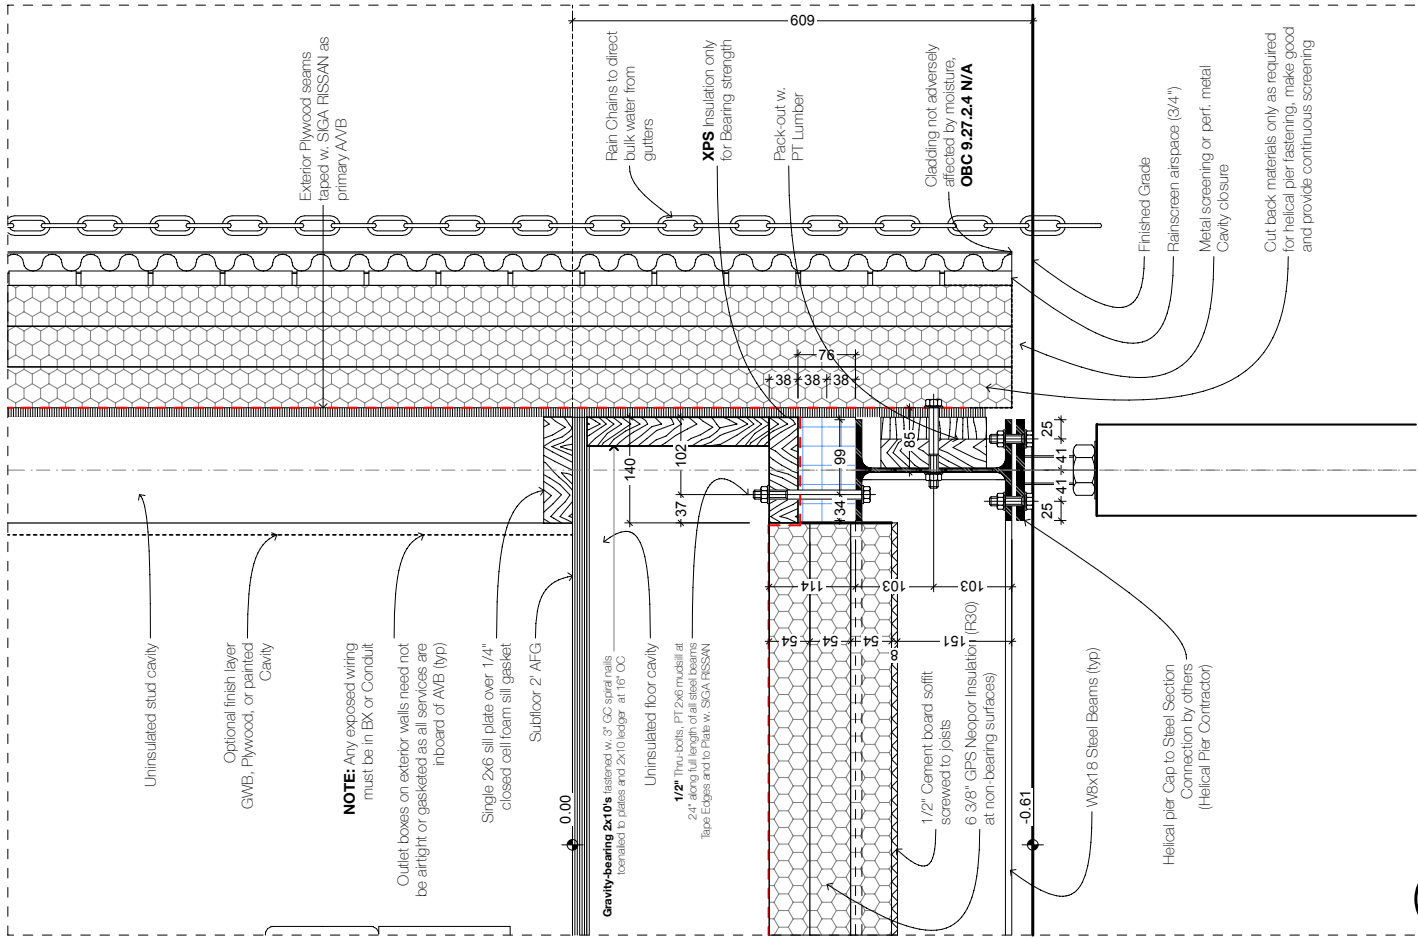 Exterior Plywood seams
taped w. SIGA RISSAN as
primary AVB
Rain Chains to direct
bulk water from
gutters
XPS Insulation only
for Bearing strength
Pack-out w.
PT Lumber
Cladding not adversely
affected by moisture,
OBC 9.27.2.4 N/A
Finished Grade
Rainscreen airspace (3/4")
Metal screening or perf. metal
Cavity closure
Cut back materials only as required
for helical pier fastening, make good
and provide continuous screening
609
76
38
38
38
140
102
37
99
34
85
25
41
41
25
114
103
103
54
54
54
8
151
Uninsulated stud cavity
Optional finish layer
GWB, Plywood, or painted
Cavity
NOTE: Any exposed wiring
must be in BX or Conduit
Outlet boxes on exterior walls need not
be airtight or gasketed as all services are
inboard of AVB (typ)
Single 2x6 sill plate over 1/4"
closed cell foam sill gasket
Subfloor 2' AFG
0.00
Gravity-bearing 2x10's fastened w. 3" GC spiral nails
toenailed to plates and 2x10 ledger at 16" OC
Uninsulated floor cavity
1/2" Thru-bolts, PT 2x6 mudsill at
24" along full length of all steel beams
Tape Edges and to Plate w. SIGA RISSAN
1/2" Cement board soffit
screwed to joists
6 3/8" GPS Neopor Insulation (R30)
at non-bearing surfaces)
-0.61
W8x18 Steel Beams (typ)
Helical pier Cap to Steel Section
Connection by others
(Helical Pier Contractor)